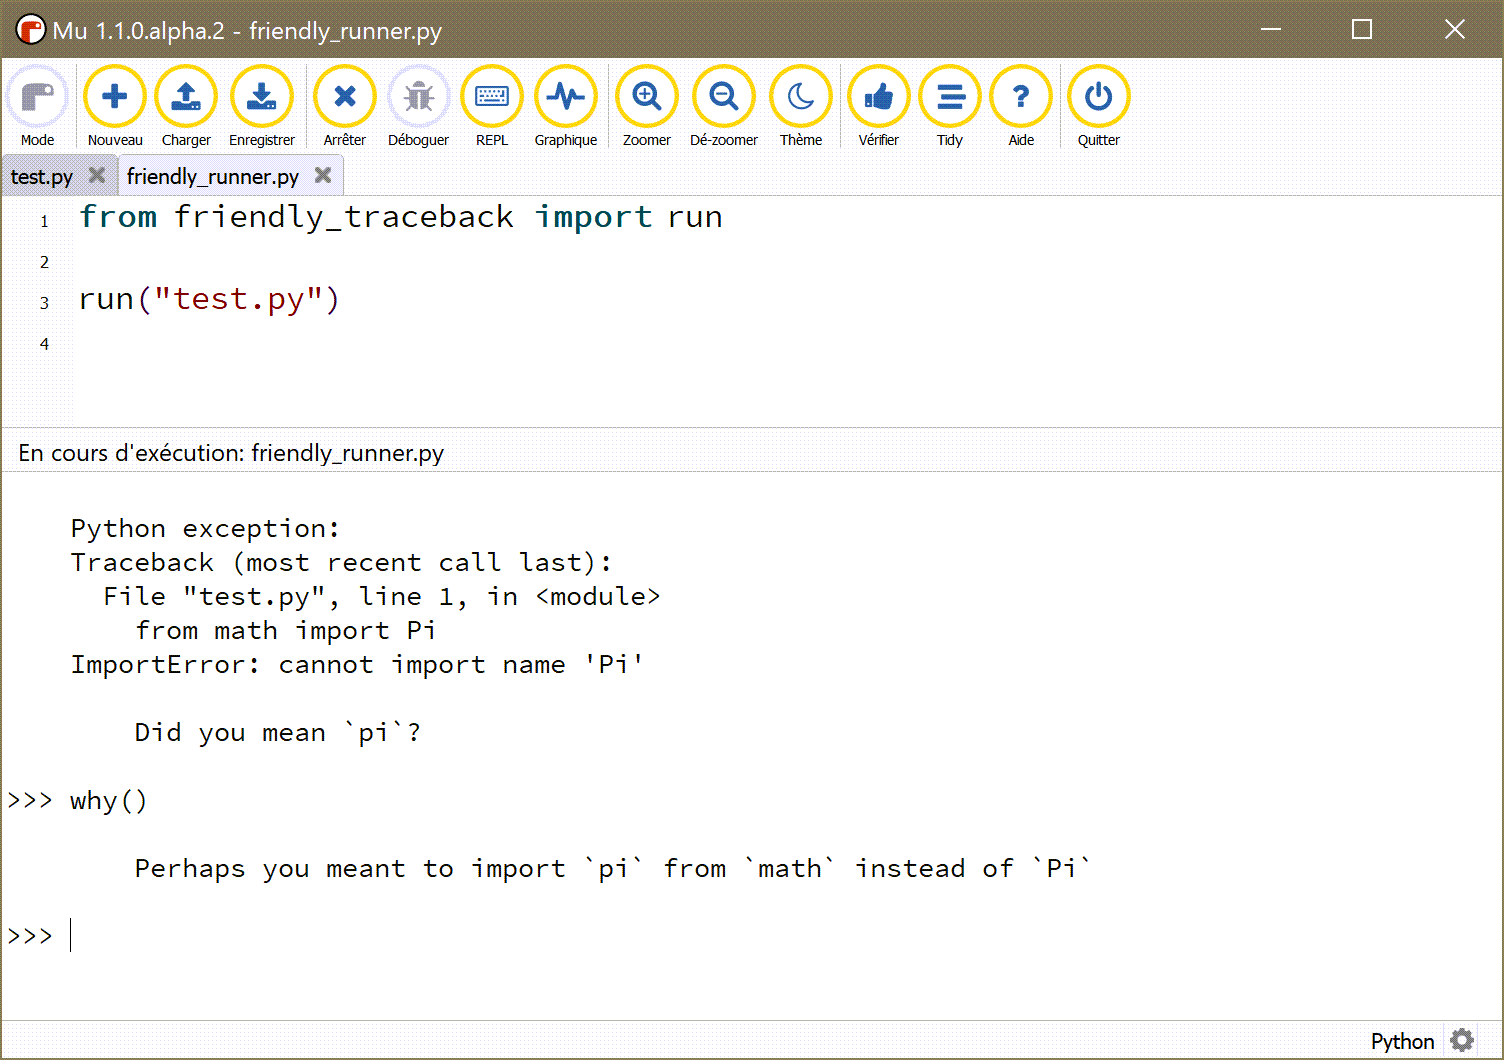 Mu 1.1.0.alpha.2 - friendly_runner.py
Mode Nouveau Charger Enregistrer Arrêter Déboguer REPL Graphique Zoomer Dé-zoomer Thème Vérifier Tidy Aide Quitter
test.py friendly_runner.py
1 from friendly_traceback import run
2
3 run("test.py")
4
En cours d'exécution: friendly_runner.py
Python exception:
Traceback (most recent call last):
File "test.py", line 1, in <module>
from math import Pi
ImportError: cannot import name 'Pi'
Did you mean `pi`?
>>> why()
Perhaps you meant to import `pi` from `math` instead of `Pi`
>>>
Python